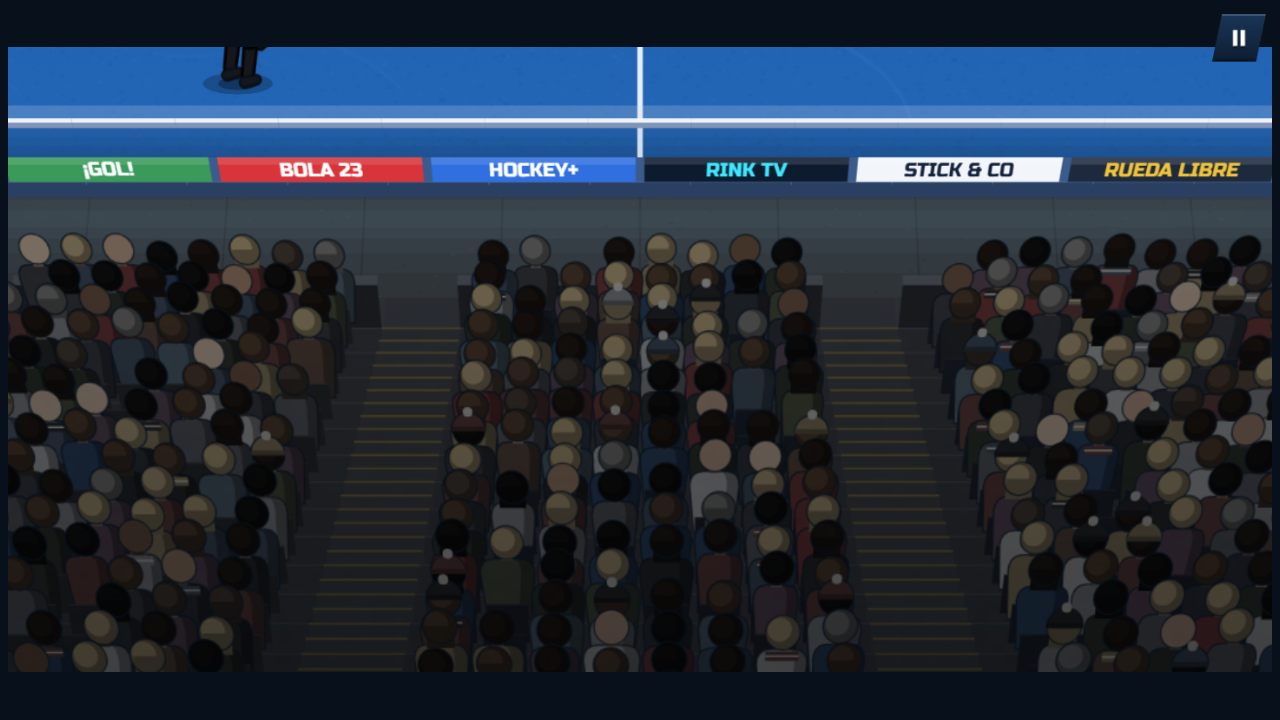 ¡GOL!
BOLA 23
HOCKEY+
RINK TV
STICK & CO
RUEDA LIBRE